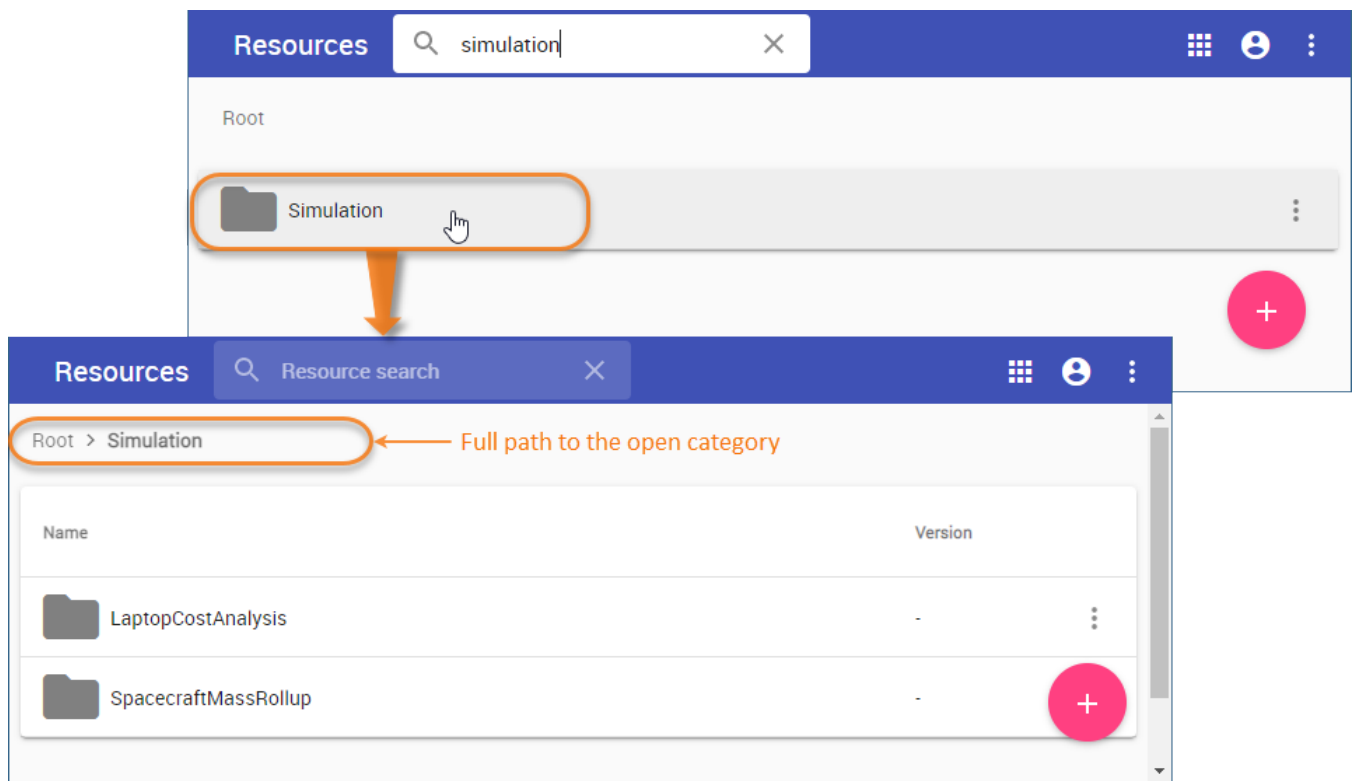 Resources simulation
Root
Simulation
Resources Resource search
Root > Simulation Full path to the open category
Name Version
LaptopCostAnalysis -
SpacecraftMassRollup -